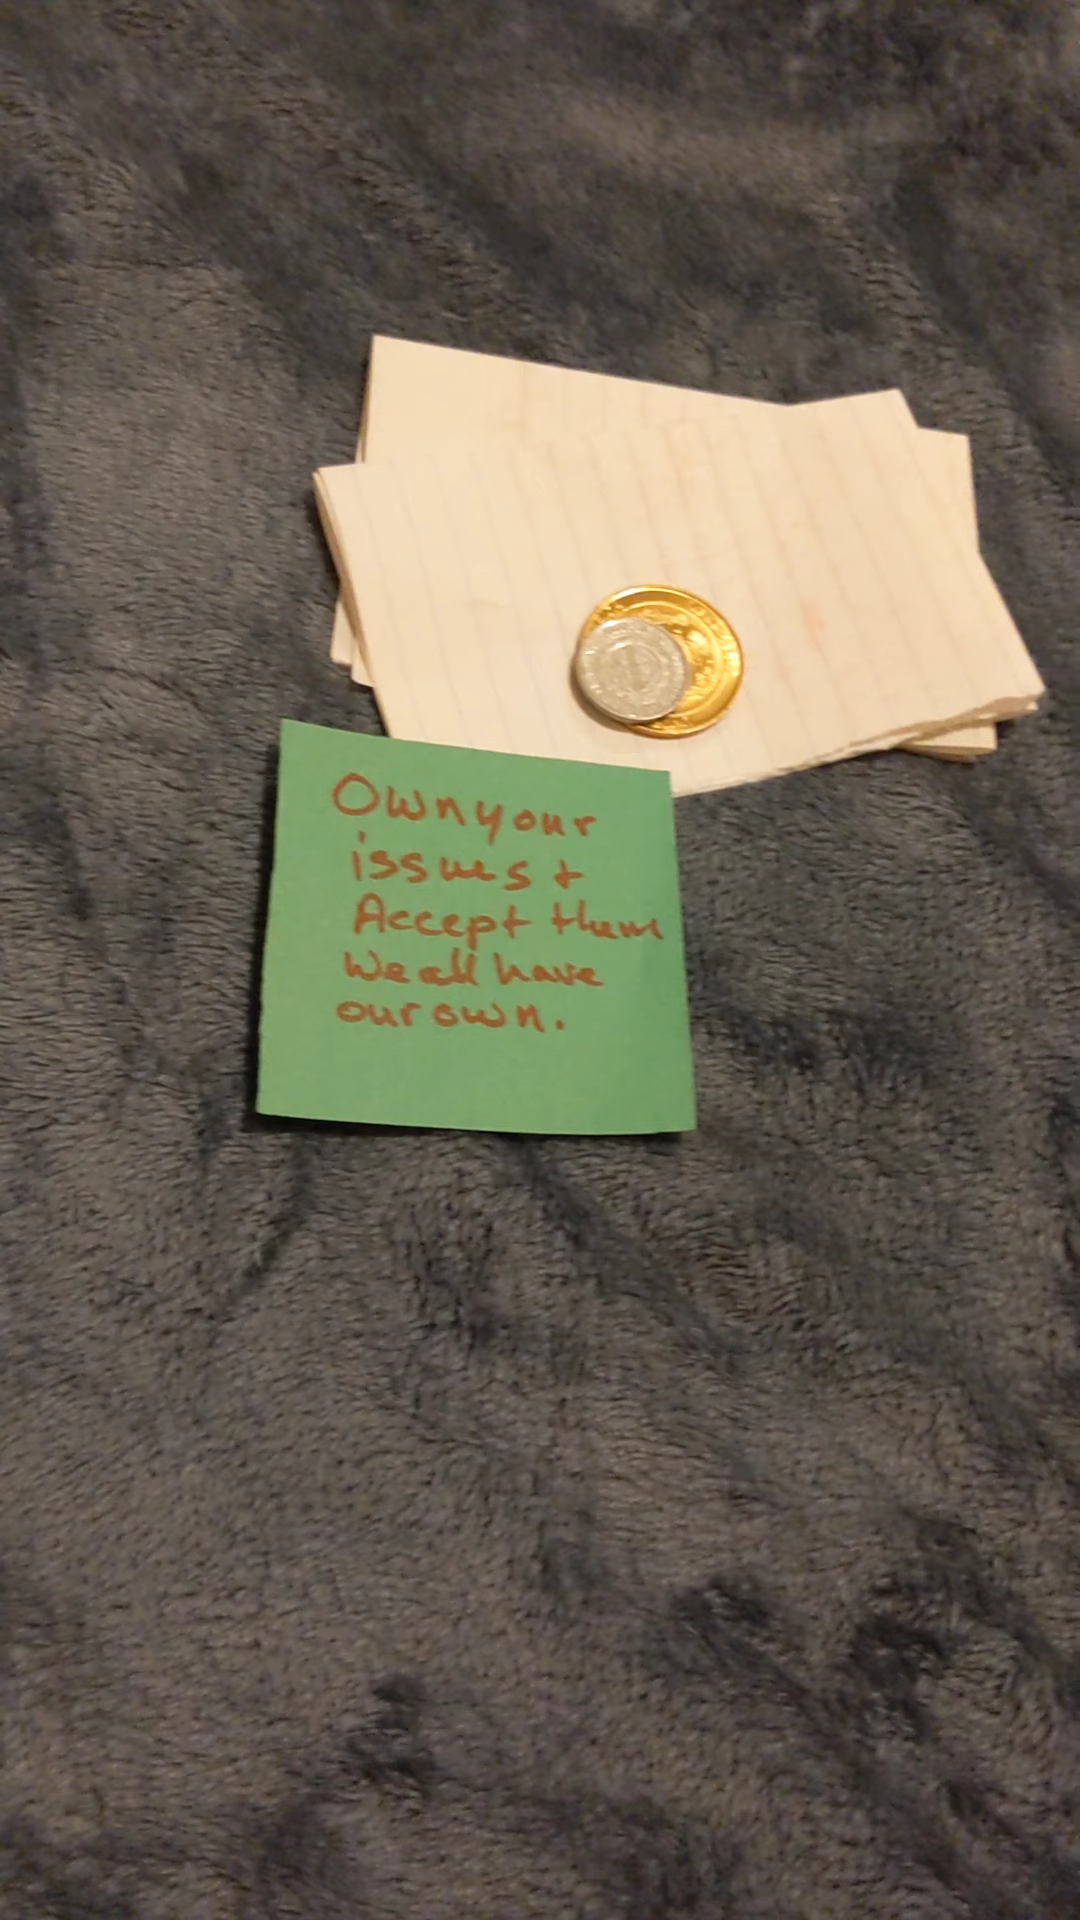 Own your
issues +
Accept them
We all have
our own.